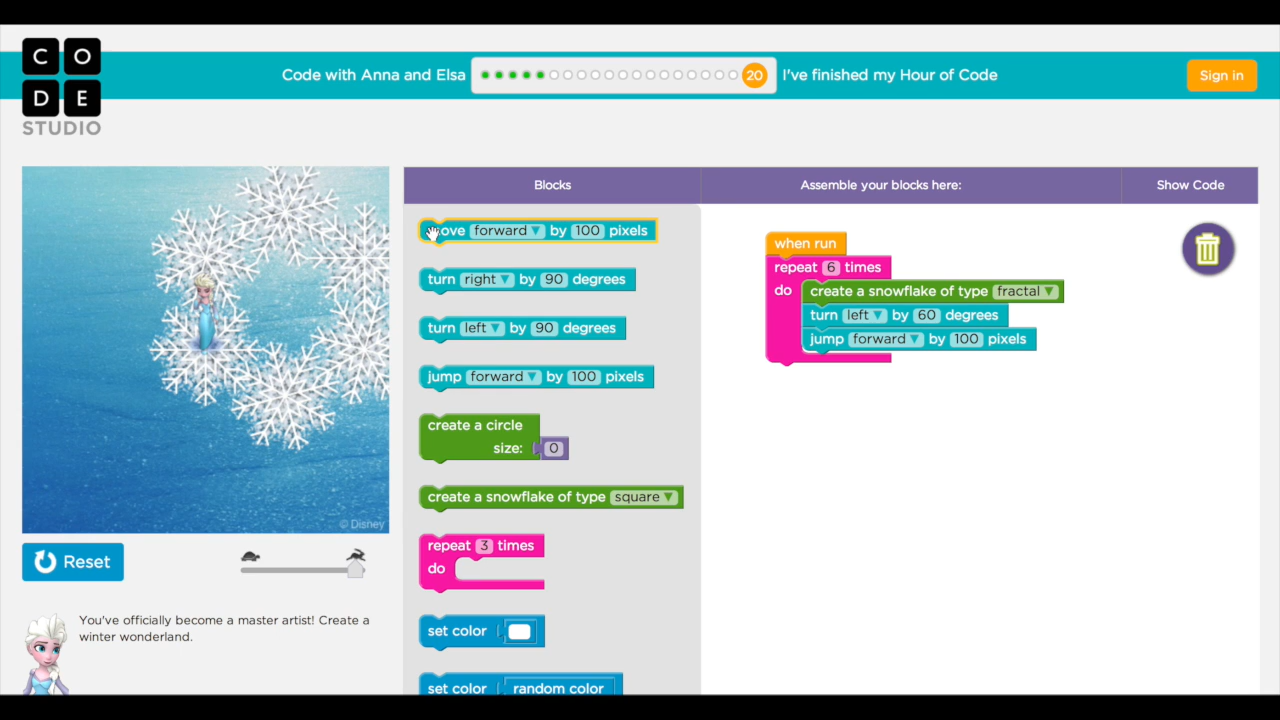 C O
D E
STUDIO
Code with Anna and Elsa
20
I've finished my Hour of Code
Sign in
Blocks
Assemble your blocks here:
Show Code
move forward by 100 pixels
turn right by 90 degrees
turn left by 90 degrees
jump forward by 100 pixels
create a circle
size: 0
create a snowflake of type square
repeat 3 times
do
set color
set color random color
when run
repeat 6 times
do create a snowflake of type fractal
turn left by 60 degrees
jump forward by 100 pixels
© Disney
Reset
You've officially become a master artist! Create a
winter wonderland.